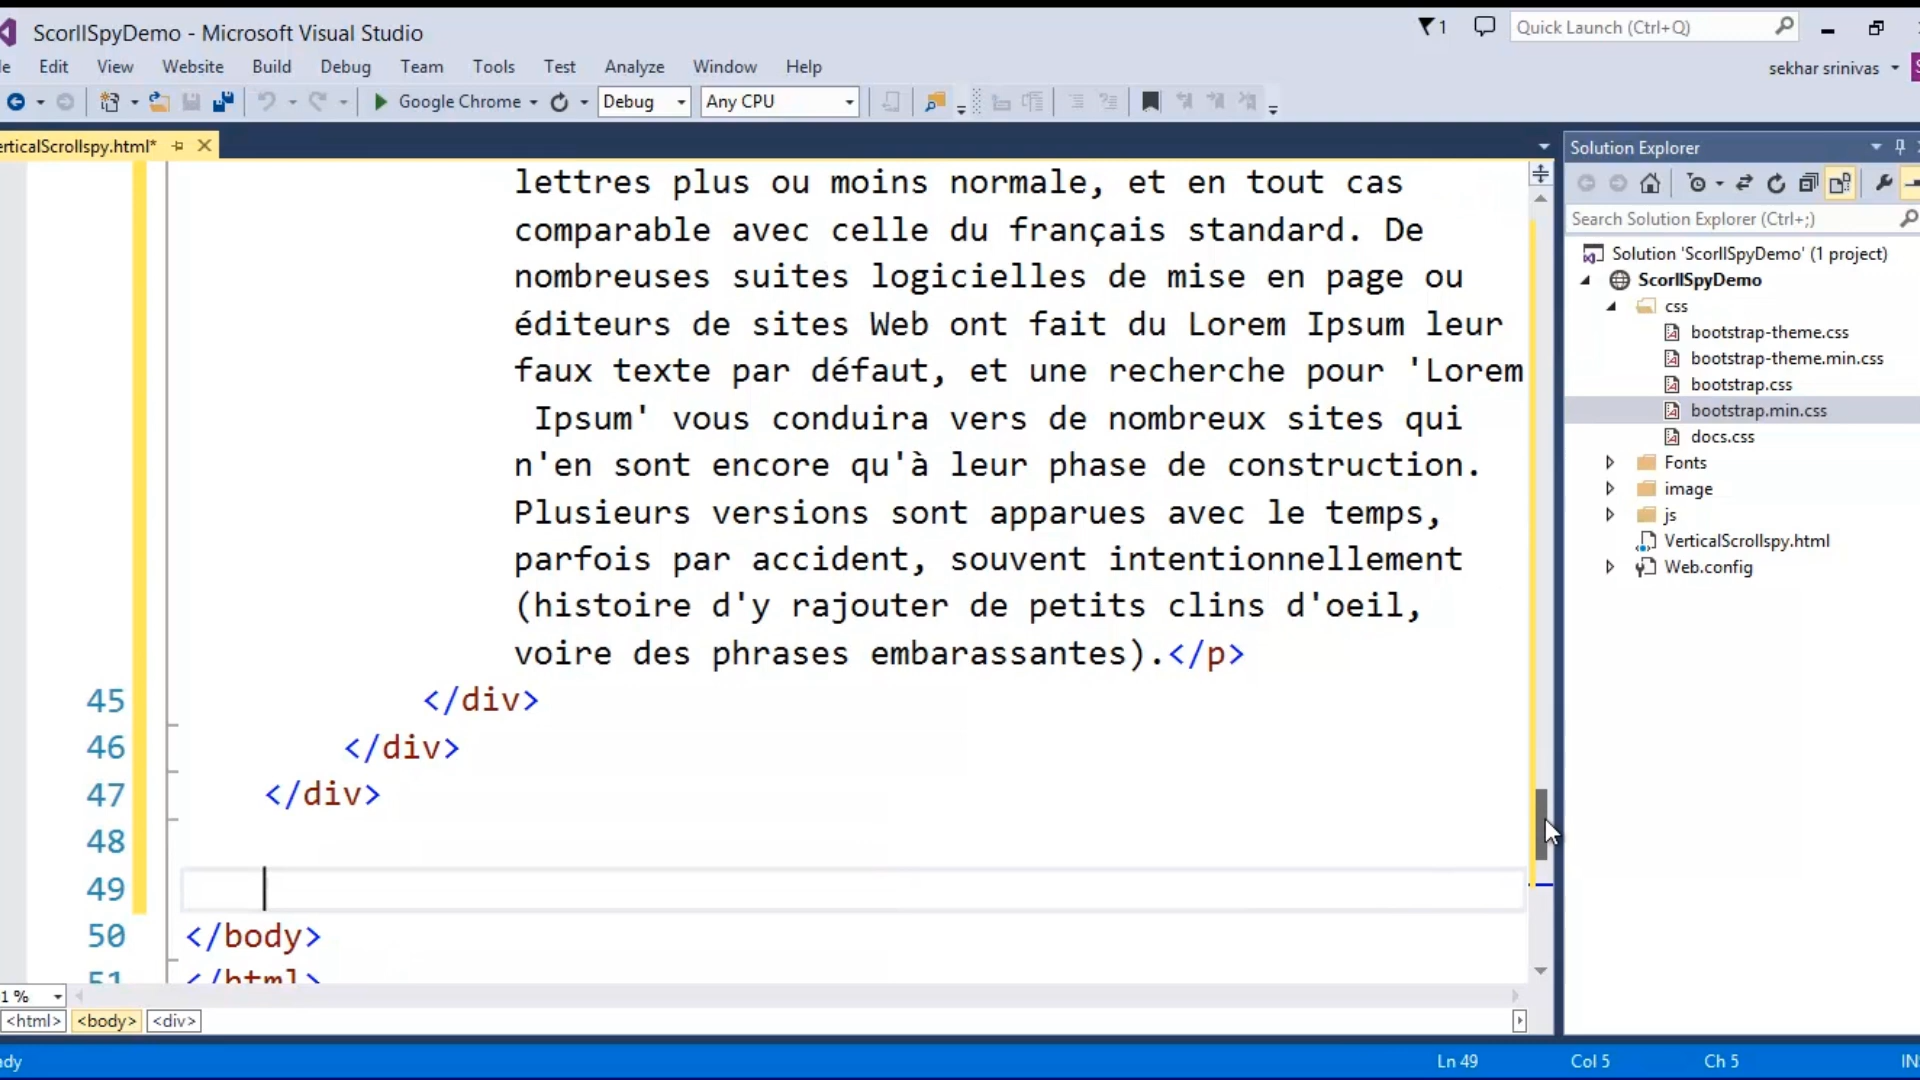 ScorllSpyDemo - Microsoft Visual Studio
1
Quick Launch (Ctrl+Q)
Edit View Website Build Debug Team Tools Test Analyze Window Help
sekhar srinivas
Google Chrome Debug Any CPU
erticalScrollspy.html*
lettres plus ou moins normale, et en tout cas
comparable avec celle du français standard. De
nombreuses suites logicielles de mise en page ou
éditeurs de sites Web ont fait du Lorem Ipsum leur
faux texte par défaut, et une recherche pour 'Lorem
Ipsum' vous conduira vers de nombreux sites qui
n'en sont encore qu'à leur phase de construction.
Plusieurs versions sont apparues avec le temps,
parfois par accident, souvent intentionnellement
(histoire d'y rajouter de petits clins d'oeil,
voire des phrases embarassantes).</p>
45 </div>
46 </div>
47 </div>
48
49
50 </body>
51 </html>
1 %
<html> <body> <div>
Solution Explorer
Search Solution Explorer (Ctrl+;)
Solution 'ScorllSpyDemo' (1 project)
ScorllSpyDemo
css
bootstrap-theme.css
bootstrap-theme.min.css
bootstrap.css
bootstrap.min.css
docs.css
Fonts
image
js
VerticalScrollspy.html
Web.config
dy
Ln 49 Col 5 Ch 5 IN